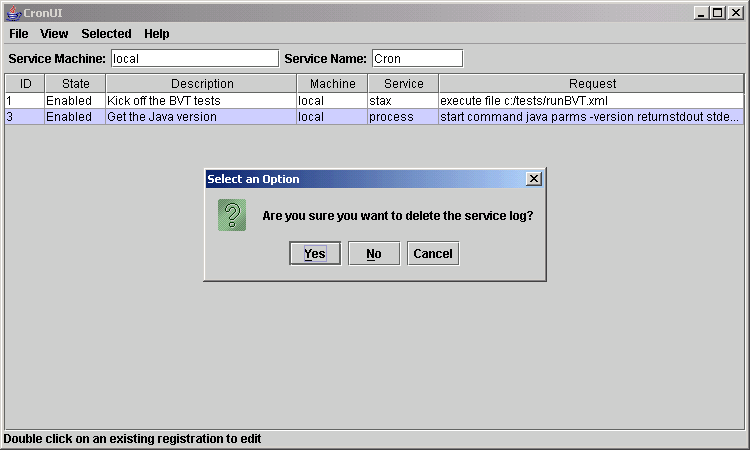 CronUI
File View Selected Help
Service Machine: local Service Name: Cron
ID State Description Machine Service Request
1 Enabled Kick off the BVT tests local stax execute file c:/tests/runBVT.xml
3 Enabled Get the Java version local process start command java parms -version returnstdout stde...
Select an Option
Are you sure you want to delete the service log?
Yes No Cancel
Double click on an existing registration to edit